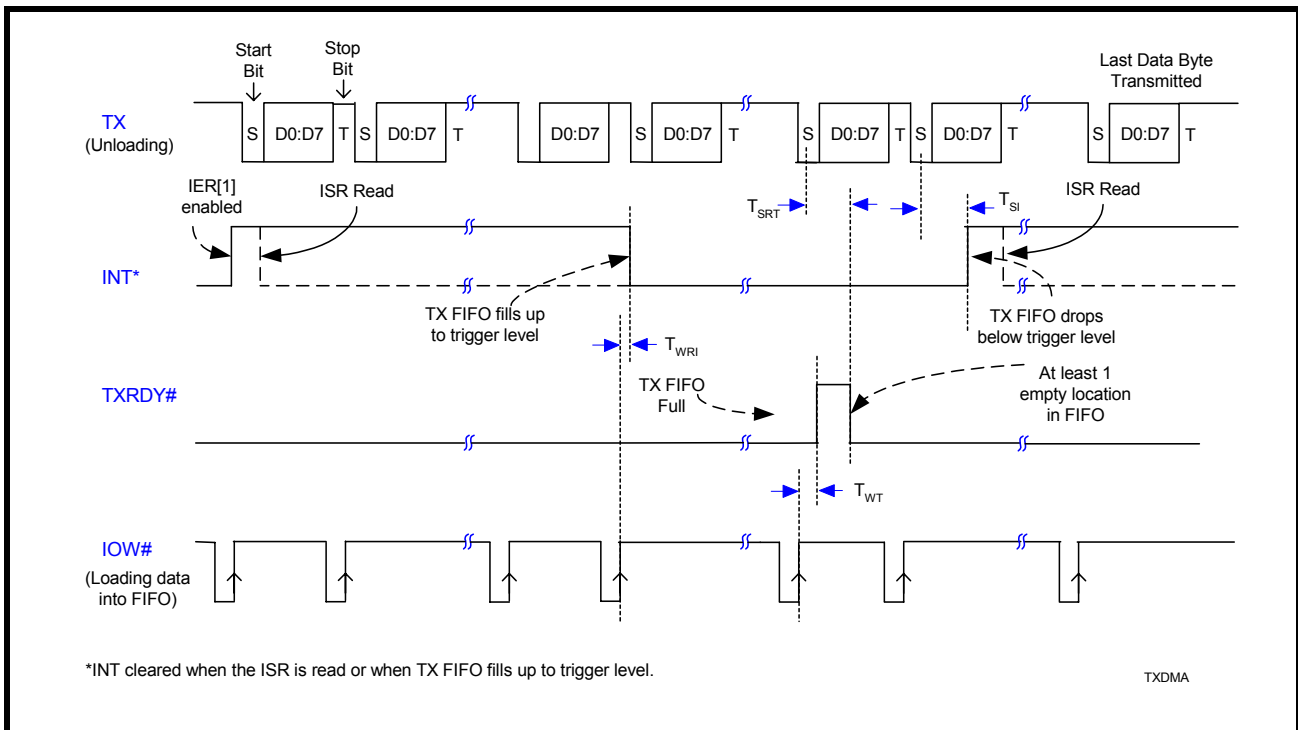 Start
Bit
Stop
Bit
Last Data Byte
Transmitted
TX
(Unloading)
S D0:D7 T S D0:D7 T D0:D7 S D0:D7 T S D0:D7 T S D0:D7 T S D0:D7 T
IER[1]
enabled
ISR Read
TSRT
TSI
ISR Read
INT*
TX FIFO fills up
to trigger level
TX FIFO drops
below trigger level
TWRI
TXRDY#
TX FIFO
Full
At least 1
empty location
in FIFO
TWT
IOW#
(Loading data
into FIFO)
*INT cleared when the ISR is read or when TX FIFO fills up to trigger level.
TXDMA